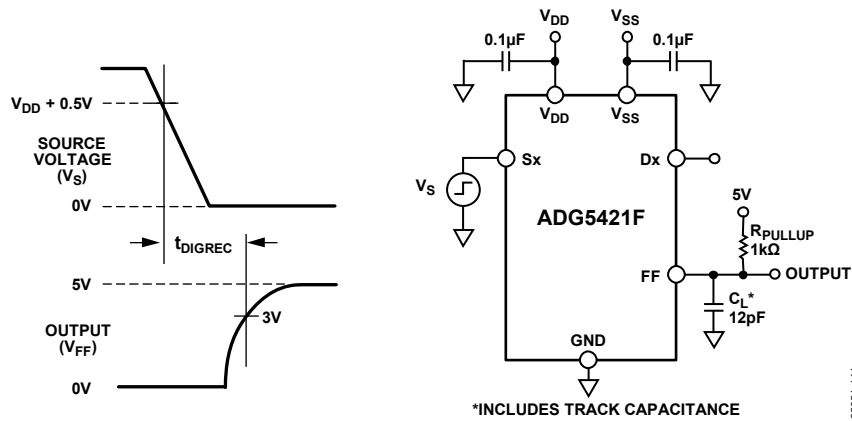 VDD + 0.5V
SOURCE
VOLTAGE
(VS)
0V
tDIGREC
5V
3V
OUTPUT
(VFF)
0V
VDD
VSS
0.1µF
0.1µF
VDD
VSS
Sx
Dx
VS
ADG5421F
5V
RPULLUP
1kΩ
FF
OUTPUT
CL*
12pF
GND
*INCLUDES TRACK CAPACITANCE